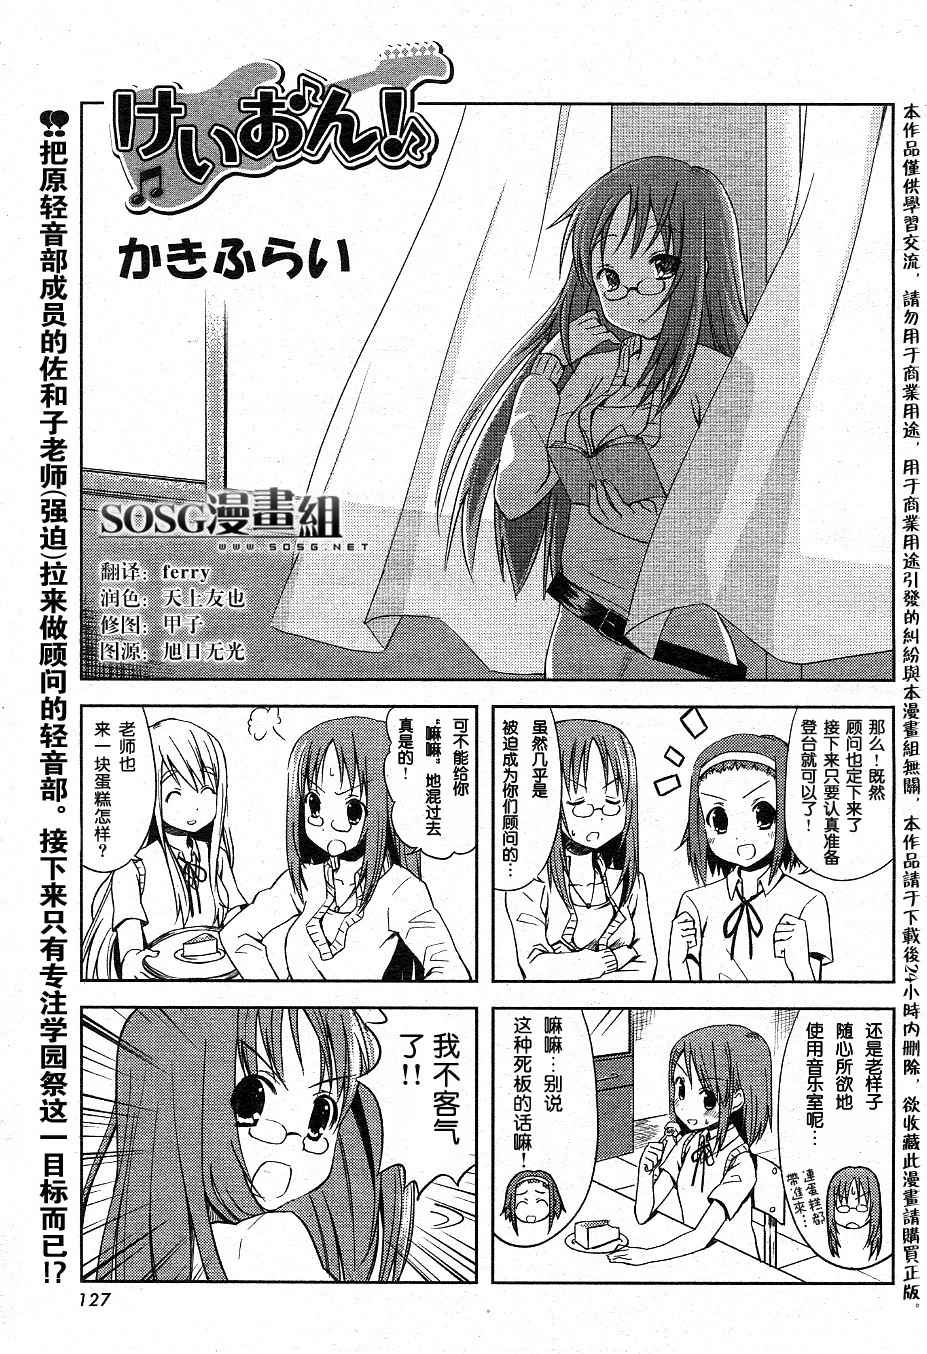 けいおん!
かきふらい
把原轻音部成员的佐和子老师(强迫)拉来做顾问的轻音部。接下来只有专注学园祭这一目标而已!?
SOSG漫畫組
WWW.SOSG.NET
翻译：ferry
润色：天上友也
修图：甲子
图源：旭日无光
本作品僅供學習交流，請勿用于商業用途，用于商業用途引發的糾紛與本漫畫組無關，本作品請于下載後24小時内删除，欲收藏此漫畫請購買正版。
那么！既然
顾问也定下来了
接下来只要认真准备
登台就可以了！
虽然几乎是
被迫成为你们顾问的…
还是老样子
随心所欲地
使用音乐室呢…
連蛋糕都
帶進來…
嘛嘛…别说
这种死板的话嘛！
可不能给你
“嘛嘛”地混过去
真是的！
老师也
来一块蛋糕怎样？
我不客气
了!!
127